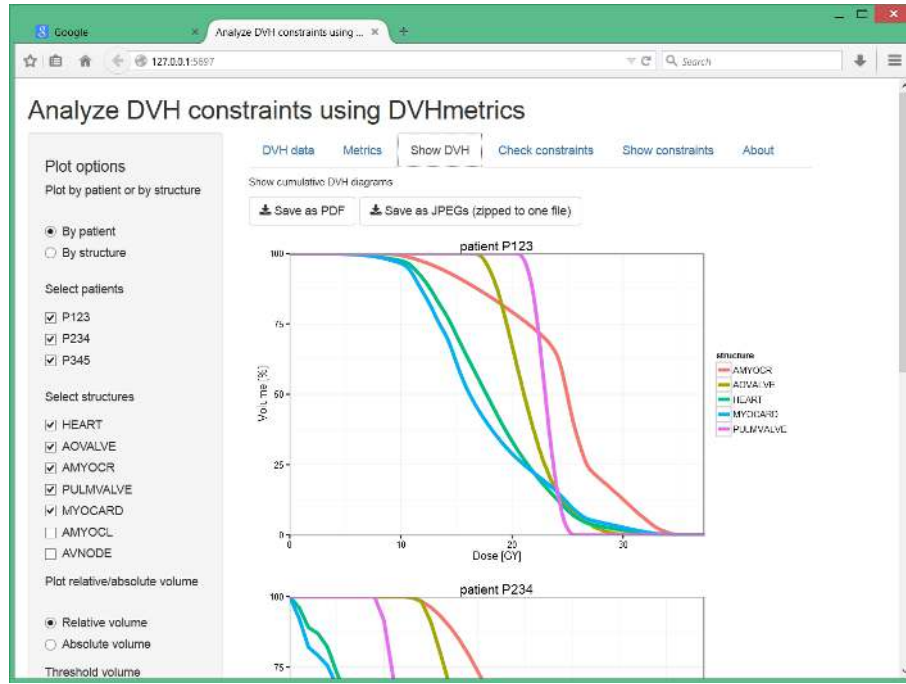 Google
Analyze DVH constraints using ...
127.0.0.1:5697
Search
Analyze DVH constraints using DVHmetrics
Plot options
Plot by patient or by structure
By patient
By structure
Select patients
P123
P234
P345
Select structures
HEART
AOVALVE
AMYOCR
PULMVALVE
MYOCARD
AMYOCL
AVNODE
Plot relative/absolute volume
Relative volume
Absolute volume
Threshold volume
DVH data Metrics Show DVH Check constraints Show constraints About
Show cumulative DVH diagrams
Save as PDF Save as JPEGs (zipped to one file)
patient P123
100
75
50
25
0
Volume [%]
0 10 20 30
Dose [GY]
structure
AMYOCR
AOVALVE
HEART
MYOCARD
PULMVALVE
patient P234
100
75